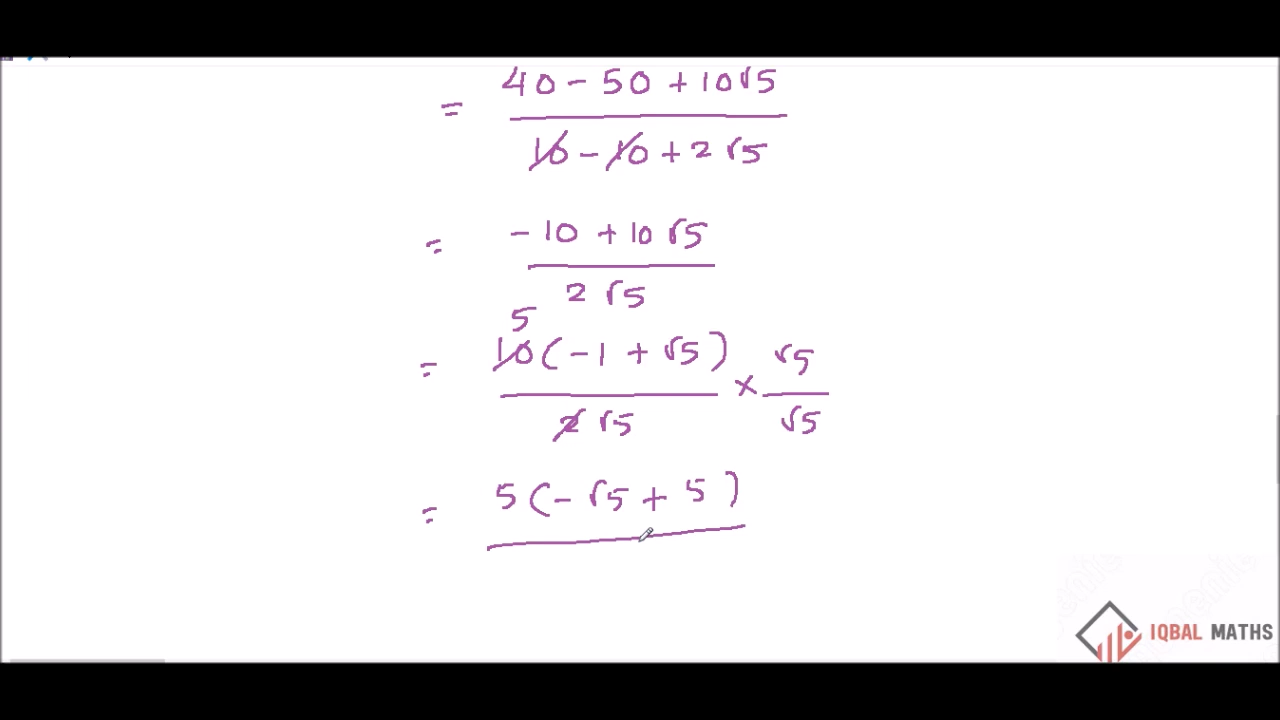 40 - 50 + 10√5
=
10 - 10 + 2√5
- 10 + 10√5
=
2√5
5
= 10(-1 + √5) × √5
2√5 √5
= 5(-√5 + 5)
IQBAL MATHS